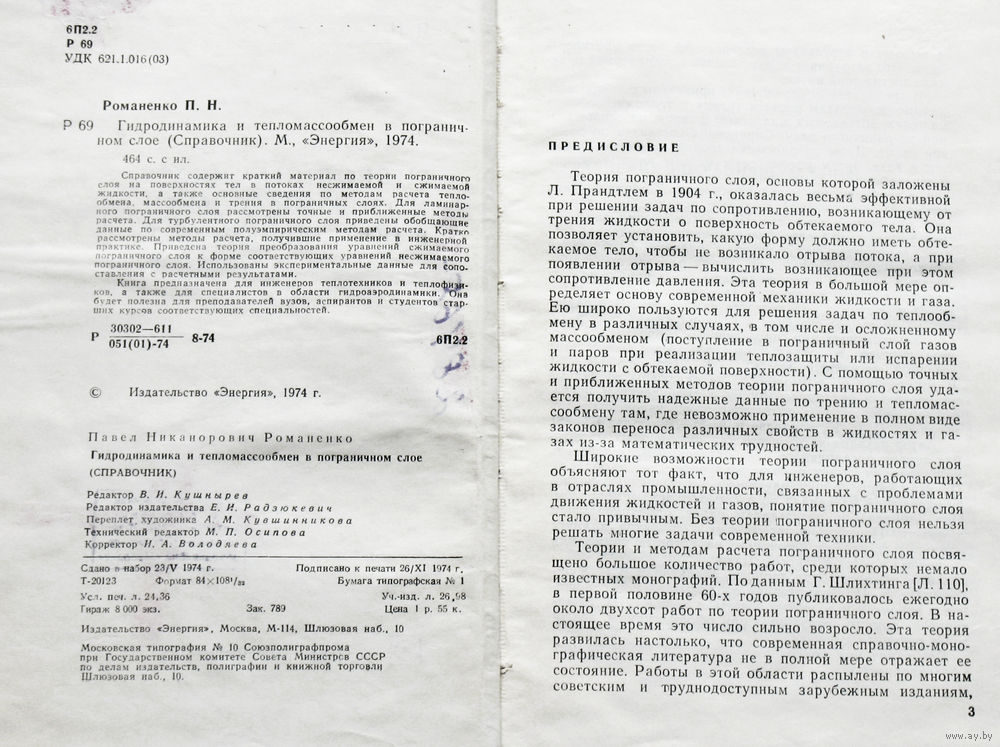 6П2.2
Р 69
УДК 621.1.016(03)
Романенко П. Н.
Р 69 Гидродинамика и тепломассообмен в погранич-
ном слое (Справочник). М., «Энергия», 1974.
464 с. с ил.
Справочник содержит краткий материал по теории пограничного
слоя на поверхностях тел в потоках несжимаемой и сжимаемой
жидкости, а также основные сведения по методам расчета тепло-
обмена, массообмена и трения в пограничных слоях. Для ламинар-
ного пограничного слоя рассмотрены точные и приближенные методы
расчета. Для турбулентного пограничного слоя приведены обобщающие
данные по современным полуэмпирическим методам расчета. Кратко
рассмотрены методы расчета, получившие применение в инженерной
практике. Приведена теория преобразования уравнений сжимаемого
пограничного слоя к форме соответствующих уравнений несжимаемого
пограничного слоя. Использованы экспериментальные данные для сопо-
ставления с расчетными результатами.
Книга предназначена для инженеров теплотехников и теплофизи-
ков, а также для специалистов в области гидроаэродинамики. Она
будет полезна для преподавателей вузов, аспирантов и студентов стар-
ших курсов соответствующих специальностей.
Р 30302—611
051(01)-74 8-74 6П2.2
© Издательство «Энергия», 1974 г.
Павел Никанорович Романенко
Гидродинамика и тепломассообмен в пограничном слое
(СПРАВОЧНИК)
Редактор В. И. Кушнырев
Редактор издательства Е. И. Радзюкевич
Переплет художника А. М. Кудшинникова
Технический редактор М. П. Осипова
Корректор И. А. Володяева
Сдано в набор 23/V 1974 г. Подписано к печати 26/XI 1974 г.
Т-20123 Формат 84×108¹/₃₂ Бумага типографская № 1
Усл. печ. л. 24,36 Уч.-изд. л. 26,98
Тираж 8 000 экз. Зак. 789 Цена 1 р. 55 к.
Издательство «Энергия», Москва, М-114, Шлюзовая наб., 10
Московская типография № 10 Союзполиграфпрома
при Государственном комитете Совета Министров СССР
по делам издательств, полиграфии и книжной торговли
Шлюзовая наб., 10.
ПРЕДИСЛОВИЕ
Теория пограничного слоя, основы которой заложены
Л. Прандтлем в 1904 г., оказалась весьма эффективной
при решении задач по сопротивлению, возникающему от
трения жидкости о поверхность обтекаемого тела. Она
позволяет установить, какую форму должно иметь обте-
каемое тело, чтобы не возникало отрыва потока, а при
появлении отрыва — вычислить возникающее при этом
сопротивление давления. Эта теория в большой мере оп-
ределяет основу современной механики жидкости и газа.
Ею широко пользуются для решения задач по теплооб-
мену в различных случаях, в том числе и осложненному
массообменом (поступление в пограничный слой газов
и паров при реализации теплозащиты или испарении
жидкости с обтекаемой поверхности). С помощью точных
и приближенных методов теории пограничного слоя уда-
ется получить надежные данные по трению и тепломас-
сообмену там, где невозможно применение в полном виде
законов переноса различных свойств в жидкостях и га-
зах из-за математических трудностей.
Широкие возможности теории пограничного слоя
объясняют тот факт, что для инженеров, работающих
в отраслях промышленности, связанных с проблемами
движения жидкостей и газов, понятие пограничного слоя
стало привычным. Без теории пограничного слоя нельзя
решать многие задачи современной техники.
Теории и методам расчета пограничного слоя посвя-
щено большое количество работ, среди которых немало
известных монографий. По данным Г. Шлихтинга [Л. 110],
в первой половине 60-х годов публиковалось ежегодно
около двухсот работ по теории пограничного слоя. В на-
стоящее время это число сильно возросло. Эта теория
развилась настолько, что современная справочно-моно-
графическая литература не в полной мере отражает ее
состояние. Работы в этой области распылены по многим
советским и труднодоступным зарубежным изданиям,
3
www.ay.by